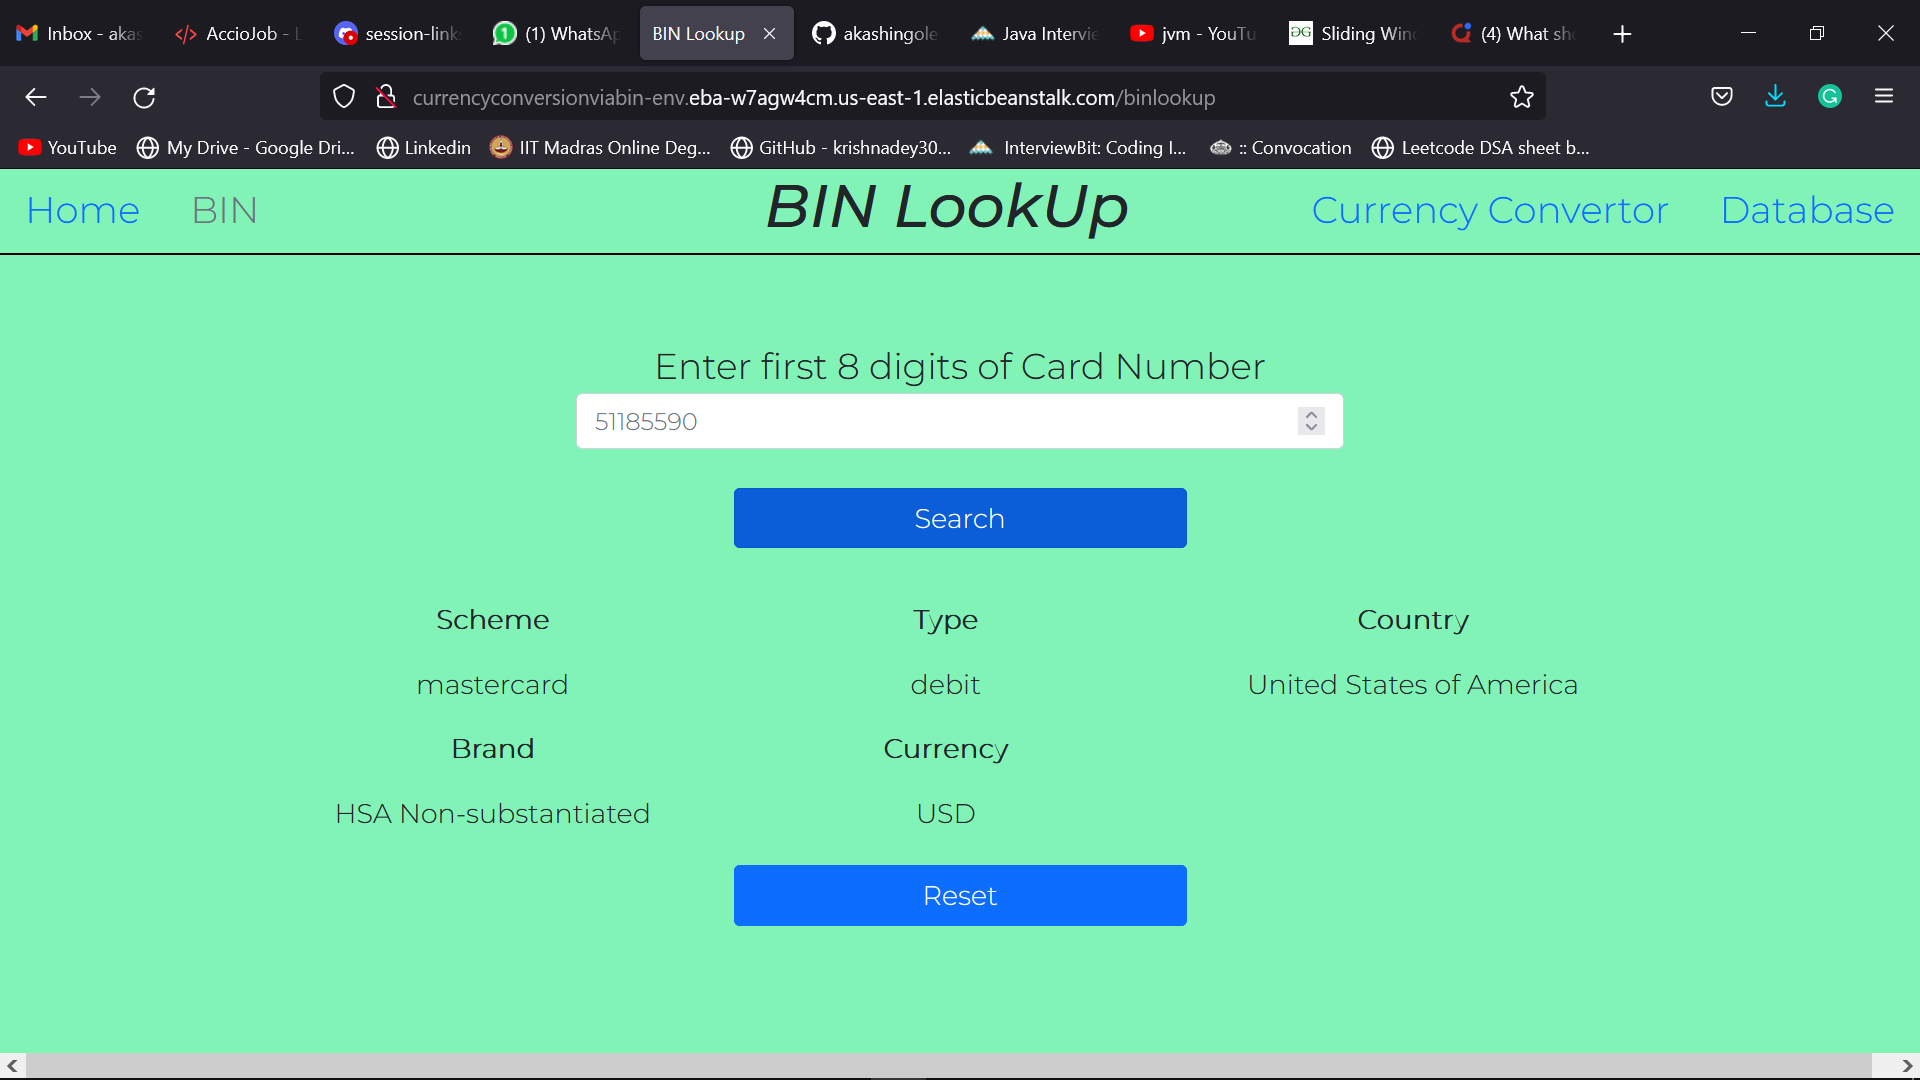 Inbox - akas
AccioJob - L
session-link
(1) WhatsAp
BIN Lookup
akashingole
Java Intervie
jvm - YouTu
Sliding Wind
(4) What sho
currencyconversionviabin-env.eba-w7agw4cm.us-east-1.elasticbeanstalk.com/binlookup
YouTube
My Drive - Google Dri...
Linkedin
IIT Madras Online Deg...
GitHub - krishnadey30...
InterviewBit: Coding I...
:: Convocation
Leetcode DSA sheet b...
Home
BIN
BIN LookUp
Currency Convertor
Database
Enter first 8 digits of Card Number
51185590
Search
Scheme Type Country
mastercard debit United States of America
Brand Currency
HSA Non-substantiated USD
Reset